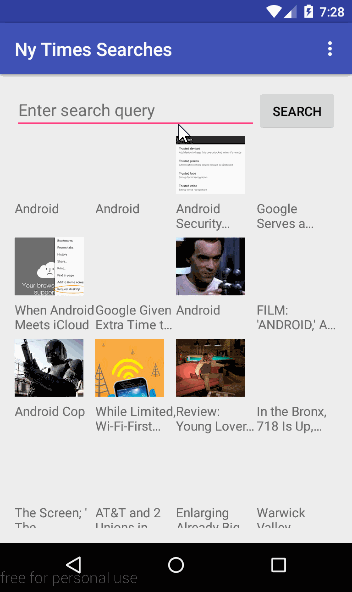 7:28
Ny Times Searches
Enter search query
SEARCH
Android
Android
Android
Security...
Google
Serves a...
Your brows
When Android
Meets iCloud
Google Given
Extra Time t...
Android
FILM:
'ANDROID,' A...
Android Cop
While Limited,
Wi-Fi-First...
Review:
Young Lover...
In the Bronx,
718 Is Up,...
The Screen; '
The
AT&T and 2
Unions in
Enlarging
Already Big
Warwick
Valley
free for personal use